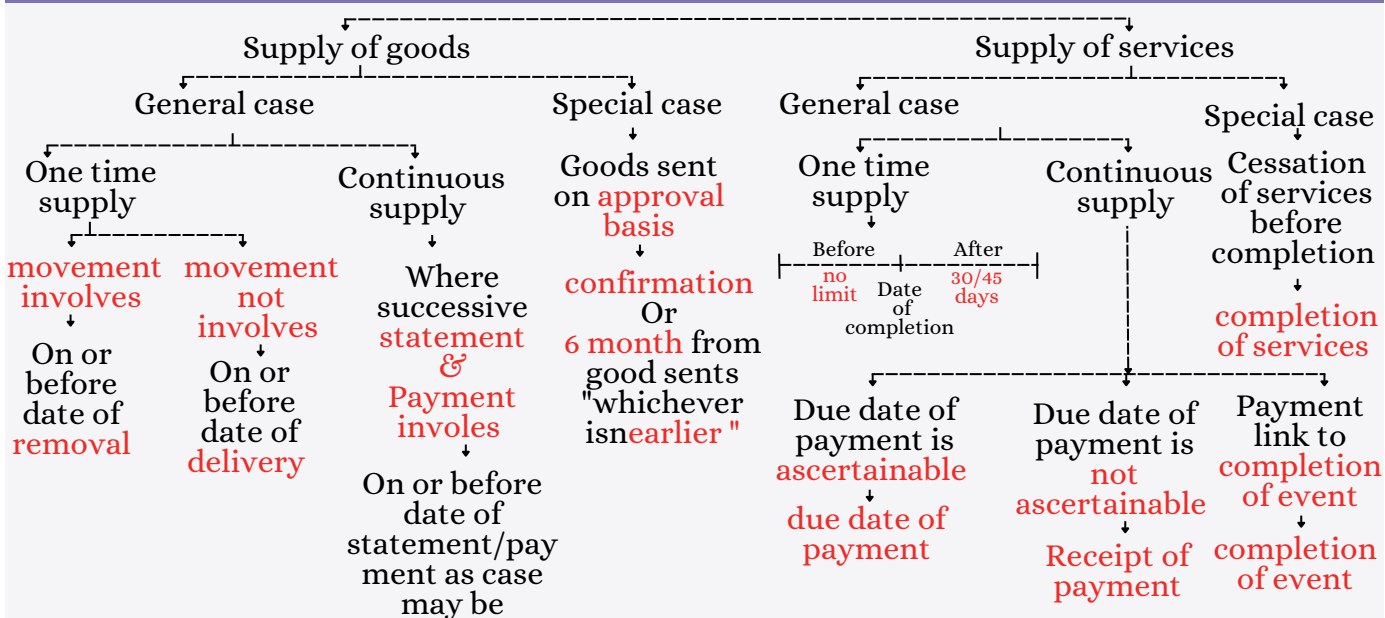 Supply of goods
Supply of services
General case
Special case
General case
Special case
One time
supply
Continuous
supply
Goods sent
on approval
basis
One time
supply
Continuous
supply
Cessation
of services
before
completion
movement
involves
movement
not
involves
Where
successive
statement
&
Payment
involes
confirmation
Or
6 month from
good sents
"whichever
isnearlier "
Before
After
no
limit
Date
of
completion
30/45
days
completion
of services
On or
before
date of
removal
On or
before
date of
delivery
On or before
date of
statement/pay
ment as case
may be
Due date of
payment is
ascertainable
due date of
payment
Due date of
payment is
not
ascertainable
Receipt of
payment
Payment
link to
completion
of event
completion
of event